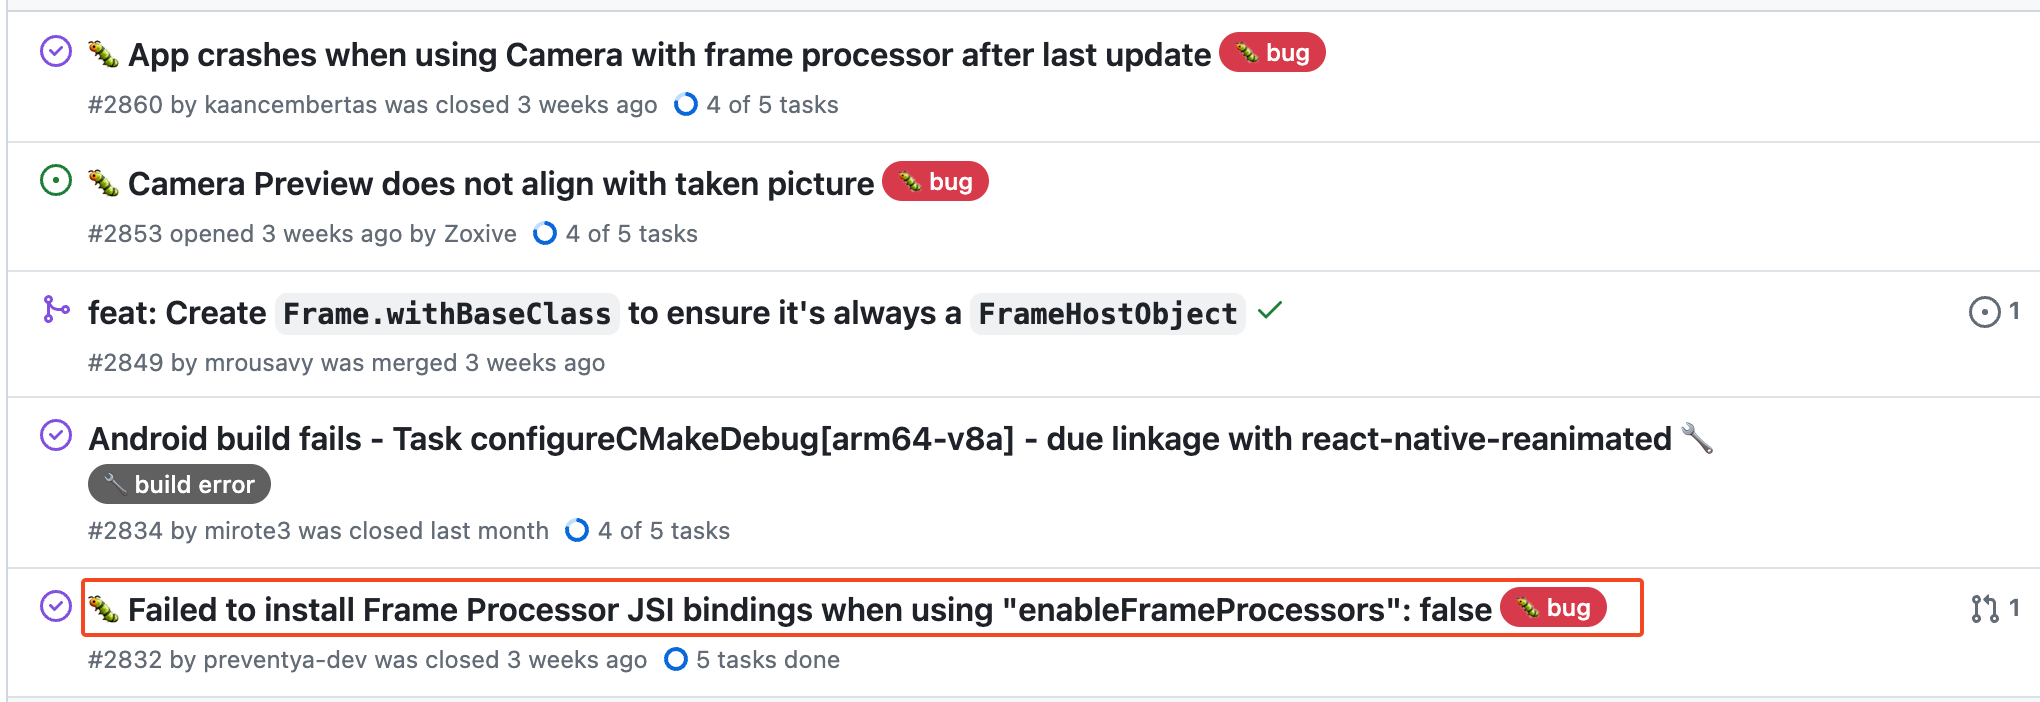 🐛 App crashes when using Camera with frame processor after last update 🐛 bug
#2860 by kaancembertas was closed 3 weeks ago 4 of 5 tasks
🐛 Camera Preview does not align with taken picture 🐛 bug
#2853 opened 3 weeks ago by Zoxive 4 of 5 tasks
feat: Create Frame.withBaseClass to ensure it's always a FrameHostObject 1
#2849 by mrousavy was merged 3 weeks ago
Android build fails - Task configureCMakeDebug[arm64-v8a] - due linkage with react-native-reanimated 🔧
🔧 build error
#2834 by mirote3 was closed last month 4 of 5 tasks
🐛 Failed to install Frame Processor JSI bindings when using "enableFrameProcessors": false 🐛 bug 1
#2832 by preventya-dev was closed 3 weeks ago 5 tasks done